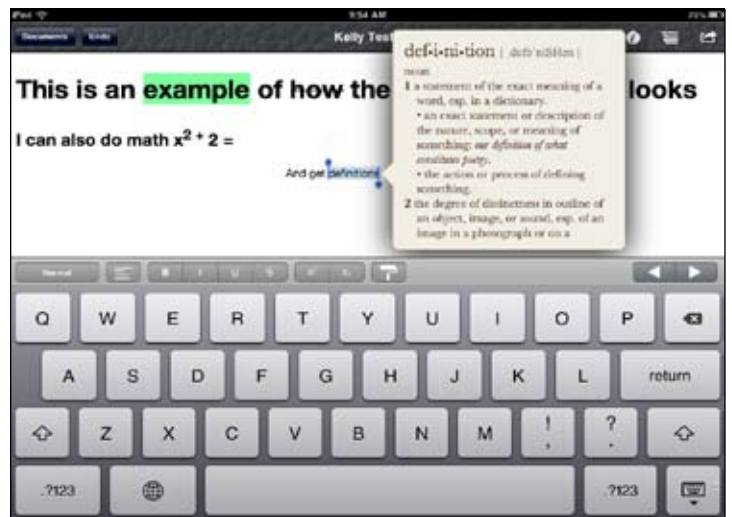 iPad 9:54 AM
Documents Undo Kelly Test
This is an example of how the looks
I can also do math x² + 2 =
And get definitions
def•i•ni•tion | ˌdefəˈniSHən |
noun
1 a statement of the exact meaning of a
word, esp. in a dictionary.
• an exact statement or description of
the nature, scope, or meaning of
something: our definition of what
constitutes poetry.
• the action or process of defining
something.
2 the degree of distinctness in outline of
an object, image, or sound, esp. of an
image in a photograph or on a
Normal B I U S
Q W E R T Y U I O P
A S D F G H J K L return
Z X C V B N M ! , ? .
.?123 .?123